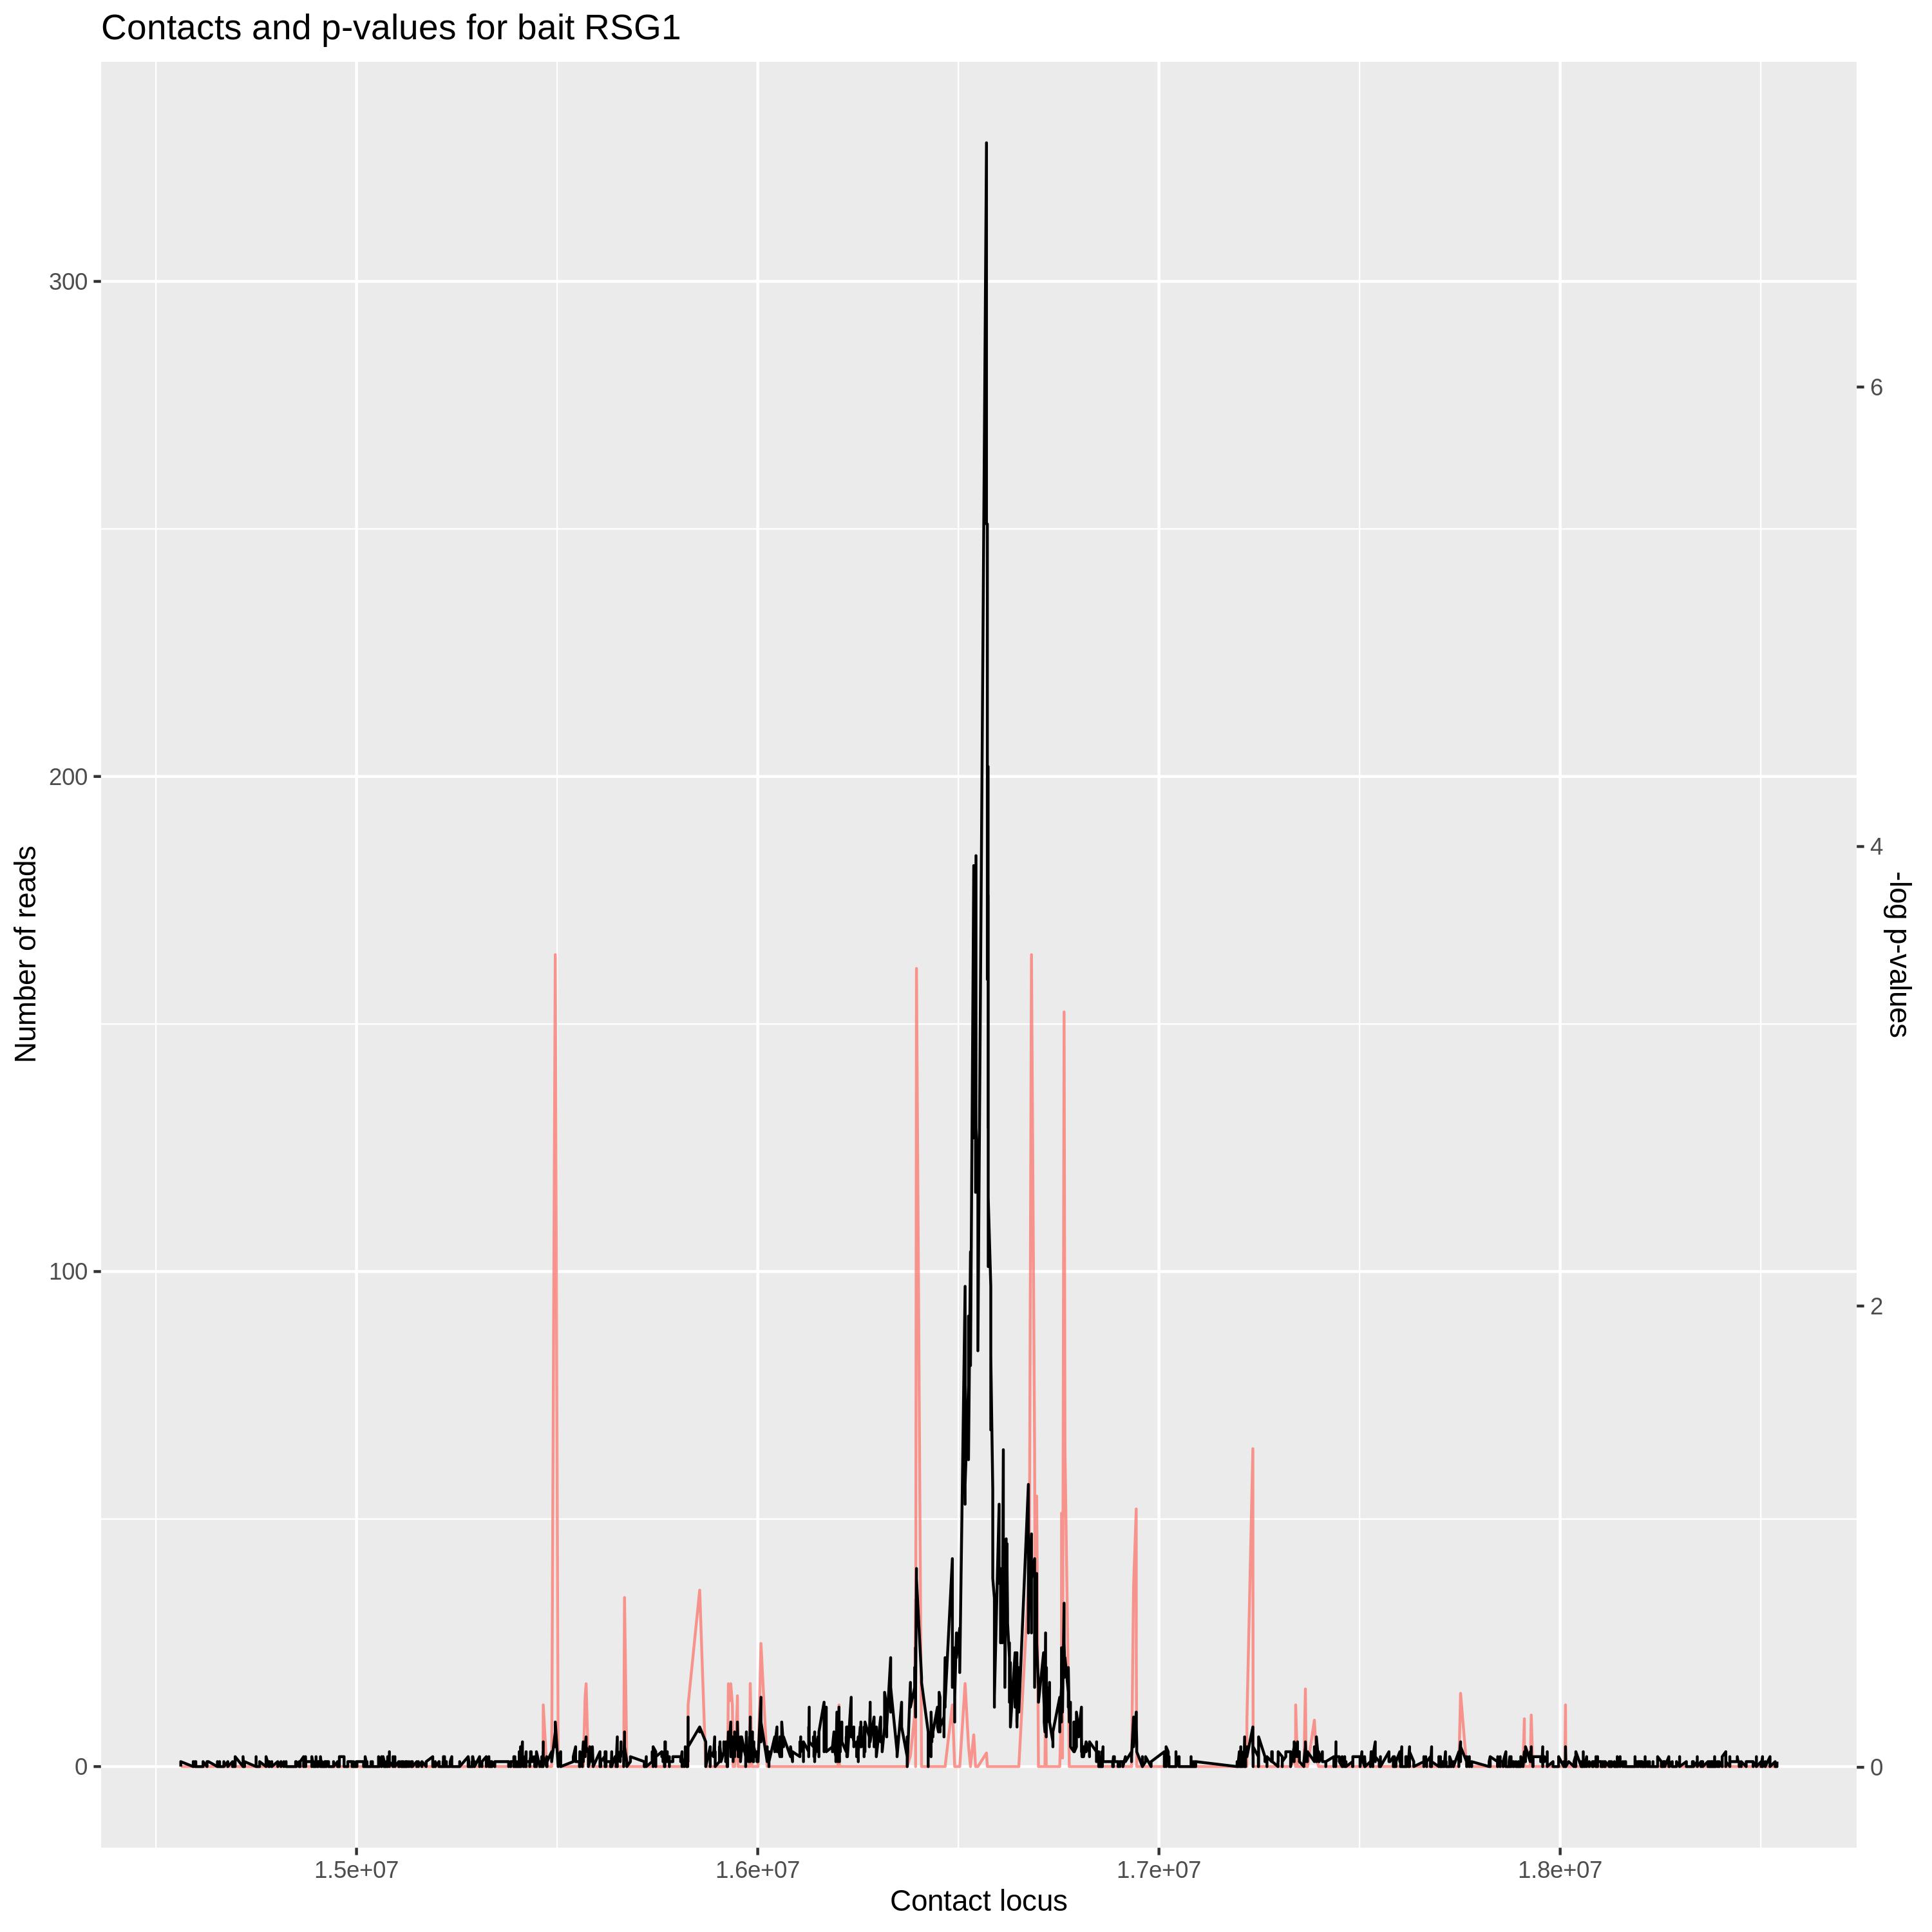 Contacts and p-values for bait RSG1
300
200
100
0
Number of reads
6
4
2
0
-log p-values
1.5e+07
1.6e+07
1.7e+07
1.8e+07
Contact locus